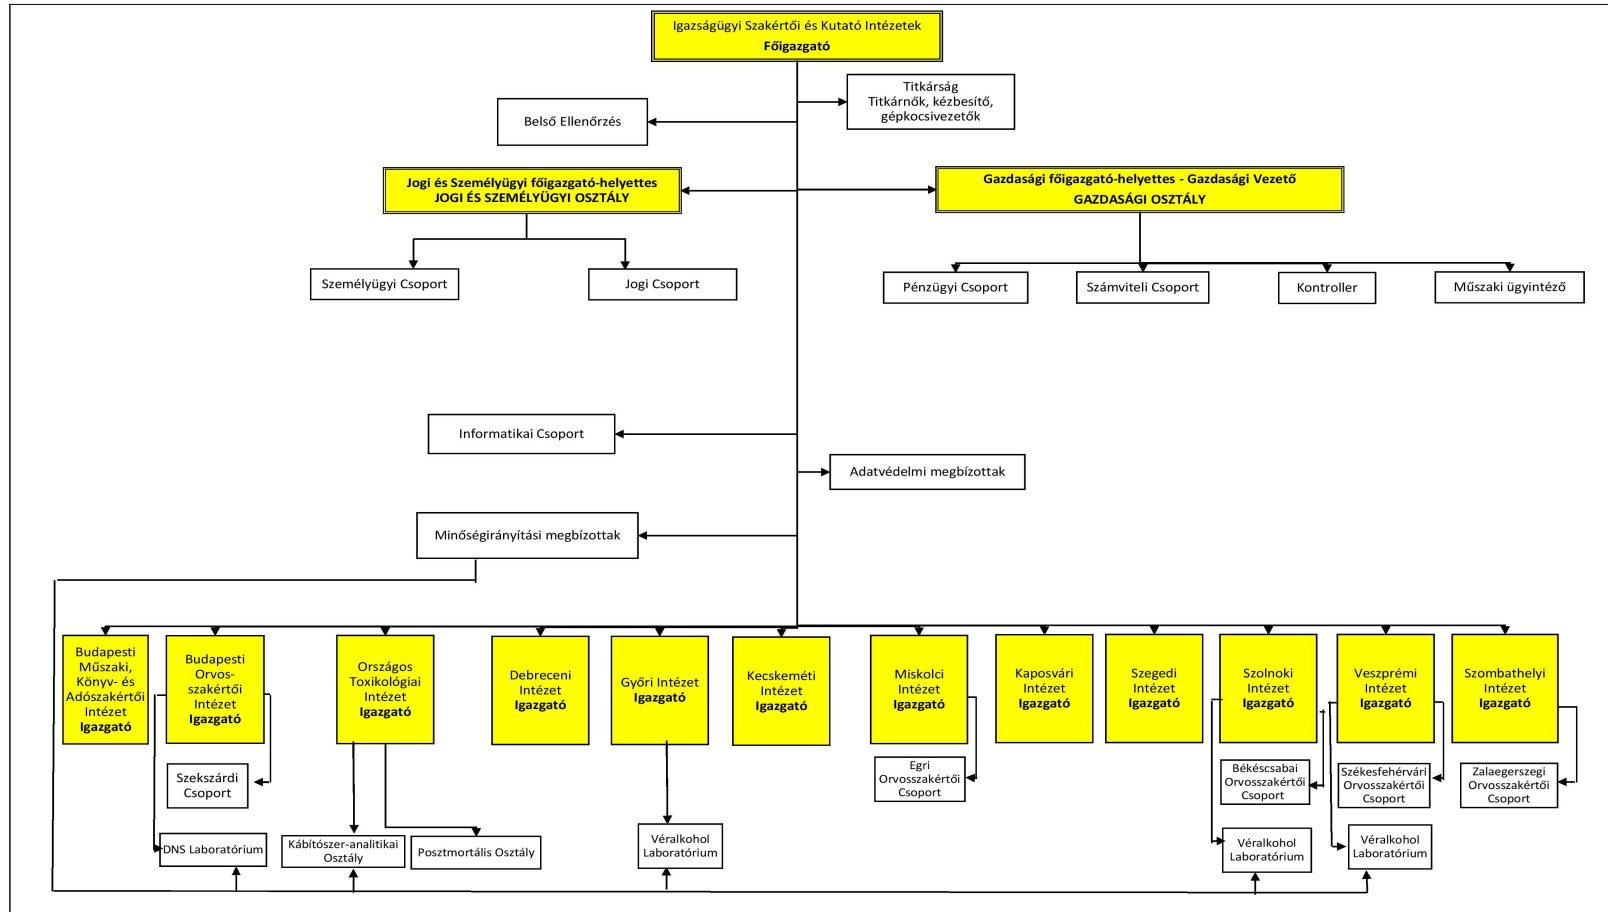 Igazságügyi Szakértői és Kutató Intézetek
Főigazgató
Titkárság
Titkárnők, kézbesítő,
gépkocsivezetők
Belső Ellenőrzés
Jogi és Személyügyi főigazgató-helyettes
JOGI ÉS SZEMÉLYÜGYI OSZTÁLY
Gazdasági főigazgató-helyettes - Gazdasági Vezető
GAZDASÁGI OSZTÁLY
Személyügyi Csoport
Jogi Csoport
Pénzügyi Csoport
Számviteli Csoport
Kontroller
Műszaki ügyintéző
Informatikai Csoport
Adatvédelmi megbízottak
Minőségirányítási megbízottak
Budapesti
Műszaki,
Könyv- és
Adószakértői
Intézet
Igazgató
Budapesti
Orvos-
szakértői
Intézet
Igazgató
Országos
Toxikológiai
Intézet
Igazgató
Debreceni
Intézet
Igazgató
Győri Intézet
Igazgató
Kecskeméti
Intézet
Igazgató
Miskolci
Intézet
Igazgató
Kaposvári
Intézet
Igazgató
Szegedi
Intézet
Igazgató
Szolnoki
Intézet
Igazgató
Veszprémi
Intézet
Igazgató
Szombathelyi
Intézet
Igazgató
Szekszárdi
Csoport
Egri
Orvosszakértői
Csoport
Békéscsabai
Orvosszakértői
Csoport
Székesfehérvári
Orvosszakértői
Csoport
Zalaegerszegi
Orvosszakértői
Csoport
DNS Laboratórium
Kábítószer-analitikai
Osztály
Posztmortális Osztály
Véralkohol
Laboratórium
Véralkohol
Laboratórium
Véralkohol
Laboratórium